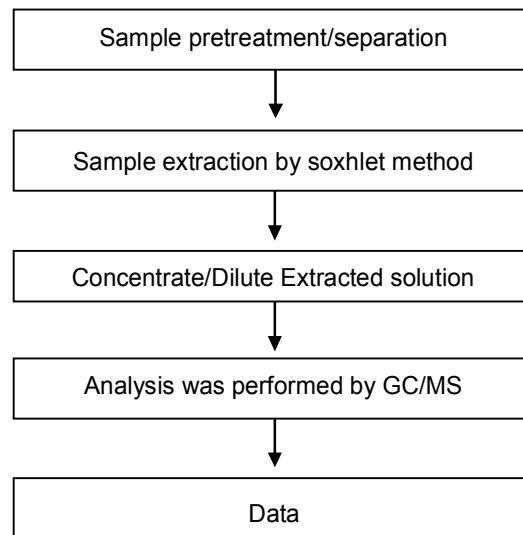 Sample pretreatment/separation
Sample extraction by soxhlet method
Concentrate/Dilute Extracted solution
Analysis was performed by GC/MS
Data